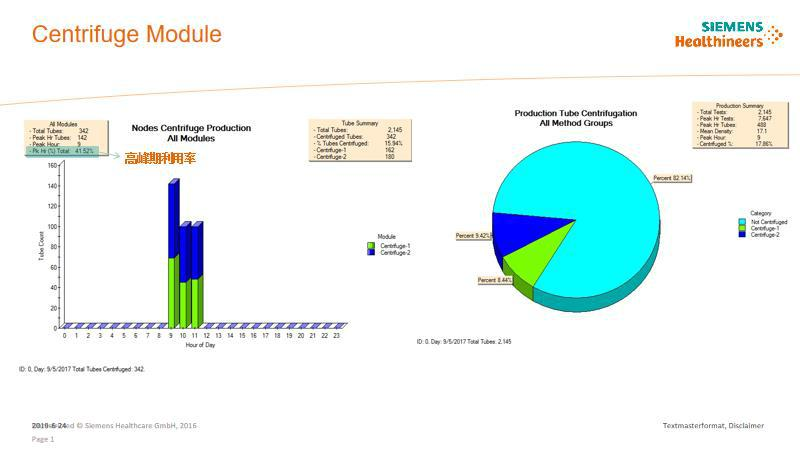 Centrifuge Module
SIEMENS
Healthineers
All Modules
- Total Tubes: 342
- Peak Hr Tubes: 142
- Peak Hour: 9
- Pk Hr (%) Total: 41.52%
高峰期利用率
Nodes Centrifuge Production
All Modules
Tube Summary
- Total Tubes: 2,145
- Centrifuged Tubes: 342
- % Tubes Centrifuged: 15.94%
- Centrifuge-1 162
- Centrifuge-2 180
Tube Count
160
140
120
100
80
60
40
20
0
0 1 2 3 4 5 6 7 8 9 10 11 12 13 14 15 16 17 18 19 20 21 22 23
Hour of Day
Module
Centrifuge-1
Centrifuge-2
ID: 0, Day: 9/5/2017 Total Tubes Centrifuged: 342.
Production Tube Centrifugation
All Method Groups
Production Summary
- Total Tests: 2,145
- Peak Hr Tests: 7,647
- Peak Hr Tubes: 488
- Mean Density: 17.1
- Peak Hour: 9
- Centrifuged %: 17.86%
Percent 82.14%
Percent 9.42%
Percent 8.44%
Category
Not Centrifuged
Centrifuge-1
Centrifuge-2
ID: 0, Day: 9/5/2017 Total Tubes: 2,145
2019-6-24
© Siemens Healthcare GmbH, 2016
Textmasterformat, Disclaimer
Page 1